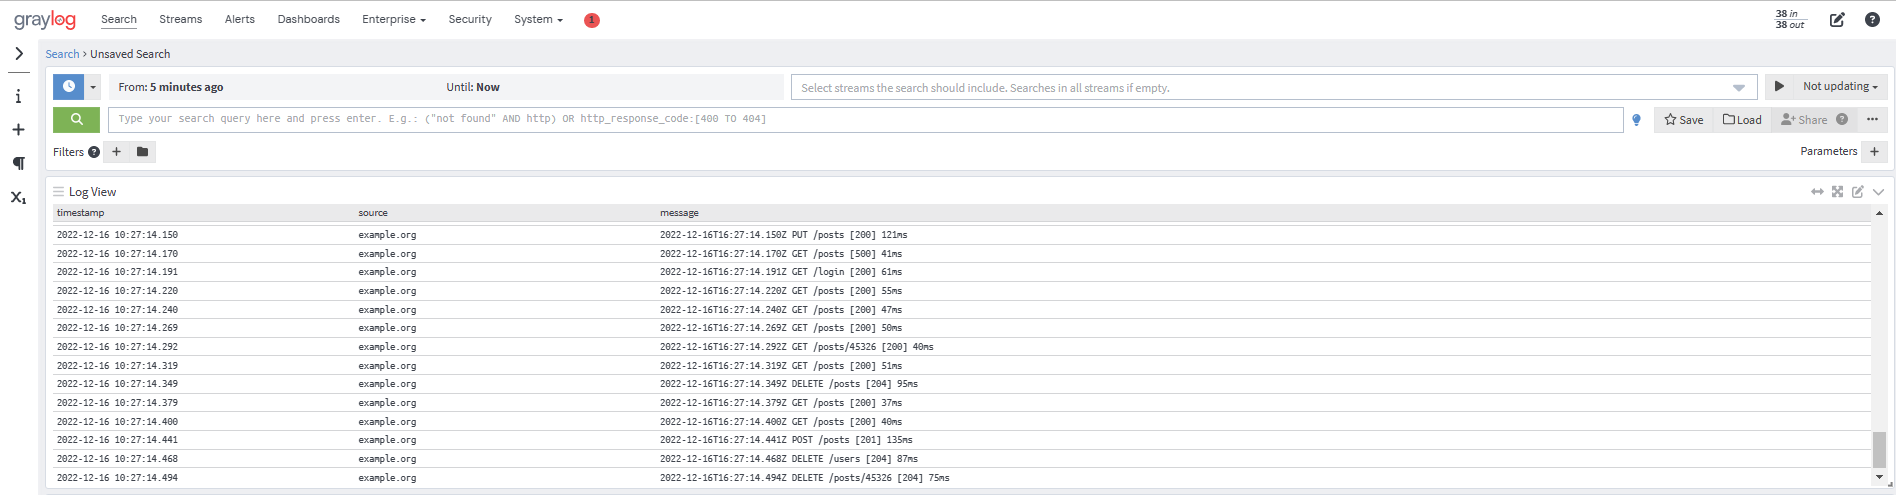 graylog Search Streams Alerts Dashboards Enterprise Security System 1 38 in
38 out
Search > Unsaved Search
From: 5 minutes ago Until: Now Select streams the search should include. Searches in all streams if empty. Not updating
Type your search query here and press enter. E.g.: ("not found" AND http) OR http_response_code:[400 TO 404] Save Load Share ? ...
Filters ? + Parameters +
Log View
timestamp source message
2022-12-16 10:27:14.150 example.org 2022-12-16T16:27:14.150Z PUT /posts [200] 121ms
2022-12-16 10:27:14.170 example.org 2022-12-16T16:27:14.170Z GET /posts [500] 41ms
2022-12-16 10:27:14.191 example.org 2022-12-16T16:27:14.191Z GET /login [200] 61ms
2022-12-16 10:27:14.220 example.org 2022-12-16T16:27:14.220Z GET /posts [200] 55ms
2022-12-16 10:27:14.240 example.org 2022-12-16T16:27:14.240Z GET /posts [200] 47ms
2022-12-16 10:27:14.269 example.org 2022-12-16T16:27:14.269Z GET /posts [200] 50ms
2022-12-16 10:27:14.292 example.org 2022-12-16T16:27:14.292Z GET /posts/45326 [200] 40ms
2022-12-16 10:27:14.319 example.org 2022-12-16T16:27:14.319Z GET /posts [200] 51ms
2022-12-16 10:27:14.349 example.org 2022-12-16T16:27:14.349Z DELETE /posts [204] 95ms
2022-12-16 10:27:14.379 example.org 2022-12-16T16:27:14.379Z GET /posts [200] 37ms
2022-12-16 10:27:14.400 example.org 2022-12-16T16:27:14.400Z GET /posts [200] 40ms
2022-12-16 10:27:14.441 example.org 2022-12-16T16:27:14.441Z POST /posts [201] 135ms
2022-12-16 10:27:14.468 example.org 2022-12-16T16:27:14.468Z DELETE /users [204] 87ms
2022-12-16 10:27:14.494 example.org 2022-12-16T16:27:14.494Z DELETE /posts/45326 [204] 75ms